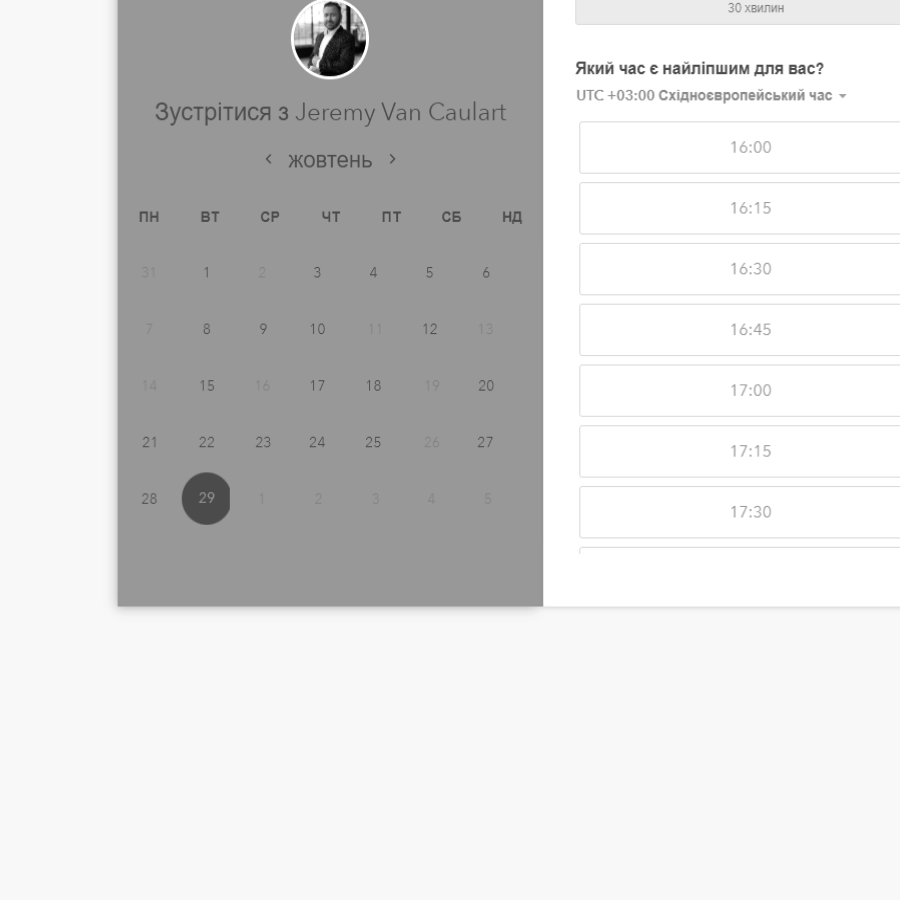 Зустрітися з Jeremy Van Caulart
‹ жовтень ›
ПН ВТ СР ЧТ ПТ СБ НД
31 1 2 3 4 5 6
7 8 9 10 11 12 13
14 15 16 17 18 19 20
21 22 23 24 25 26 27
28 29 1 2 3 4 5
30 хвилин
Який час є найліпшим для вас?
UTC +03:00 Східноєвропейський час
16:00
16:15
16:30
16:45
17:00
17:15
17:30